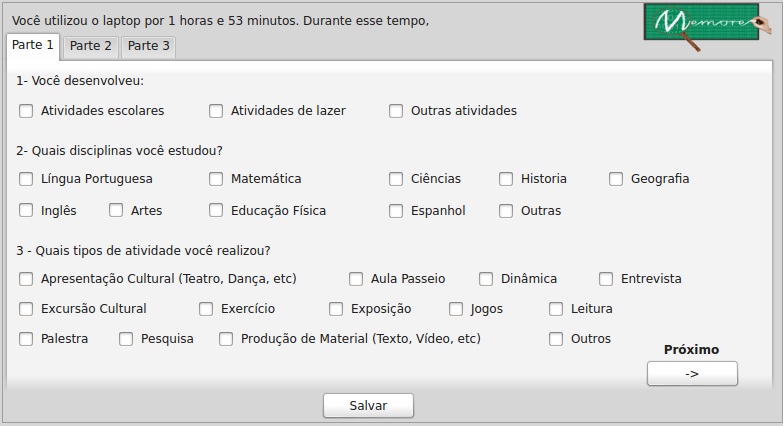 Você utilizou o laptop por 1 horas e 53 minutos. Durante esse tempo,
Memore
Parte 1 Parte 2 Parte 3
1- Você desenvolveu:
Atividades escolares Atividades de lazer Outras atividades
2- Quais disciplinas você estudou?
Língua Portuguesa Matemática Ciências Historia Geografia
Inglês Artes Educação Física Espanhol Outras
3 - Quais tipos de atividade você realizou?
Apresentação Cultural (Teatro, Dança, etc) Aula Passeio Dinâmica Entrevista
Excursão Cultural Exercício Exposição Jogos Leitura
Palestra Pesquisa Produção de Material (Texto, Vídeo, etc) Outros
Próximo
->
Salvar